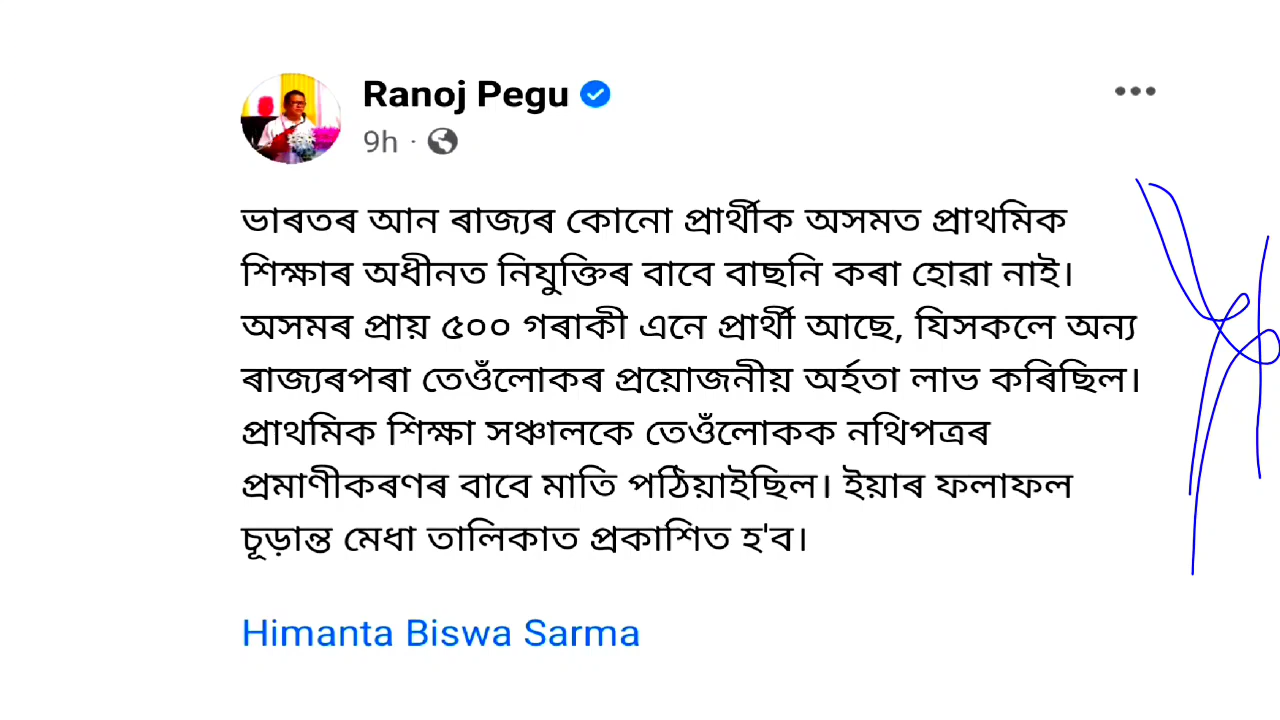 Ranoj Pegu
9h ·
ভাৰতৰ আন ৰাজ্যৰ কোনো প্ৰাৰ্থীক অসমত প্ৰাথমিক
শিক্ষাৰ অধীনত নিযুক্তিৰ বাবে বাছনি কৰা হোৱা নাই।
অসমৰ প্ৰায় ৫০০ গৰাকী এনে প্ৰাৰ্থী আছে, যিসকলে অন্য
ৰাজ্যৰপৰা তেওঁলোকৰ প্ৰয়োজনীয় অৰ্হতা লাভ কৰিছিল।
প্ৰাথমিক শিক্ষা সঞ্চালকে তেওঁলোকক নথিপত্ৰৰ
প্ৰমাণীকৰণৰ বাবে মাতি পঠিয়াইছিল। ইয়াৰ ফলাফল
চূড়ান্ত মেধা তালিকাত প্ৰকাশিত হ'ব।
Himanta Biswa Sarma